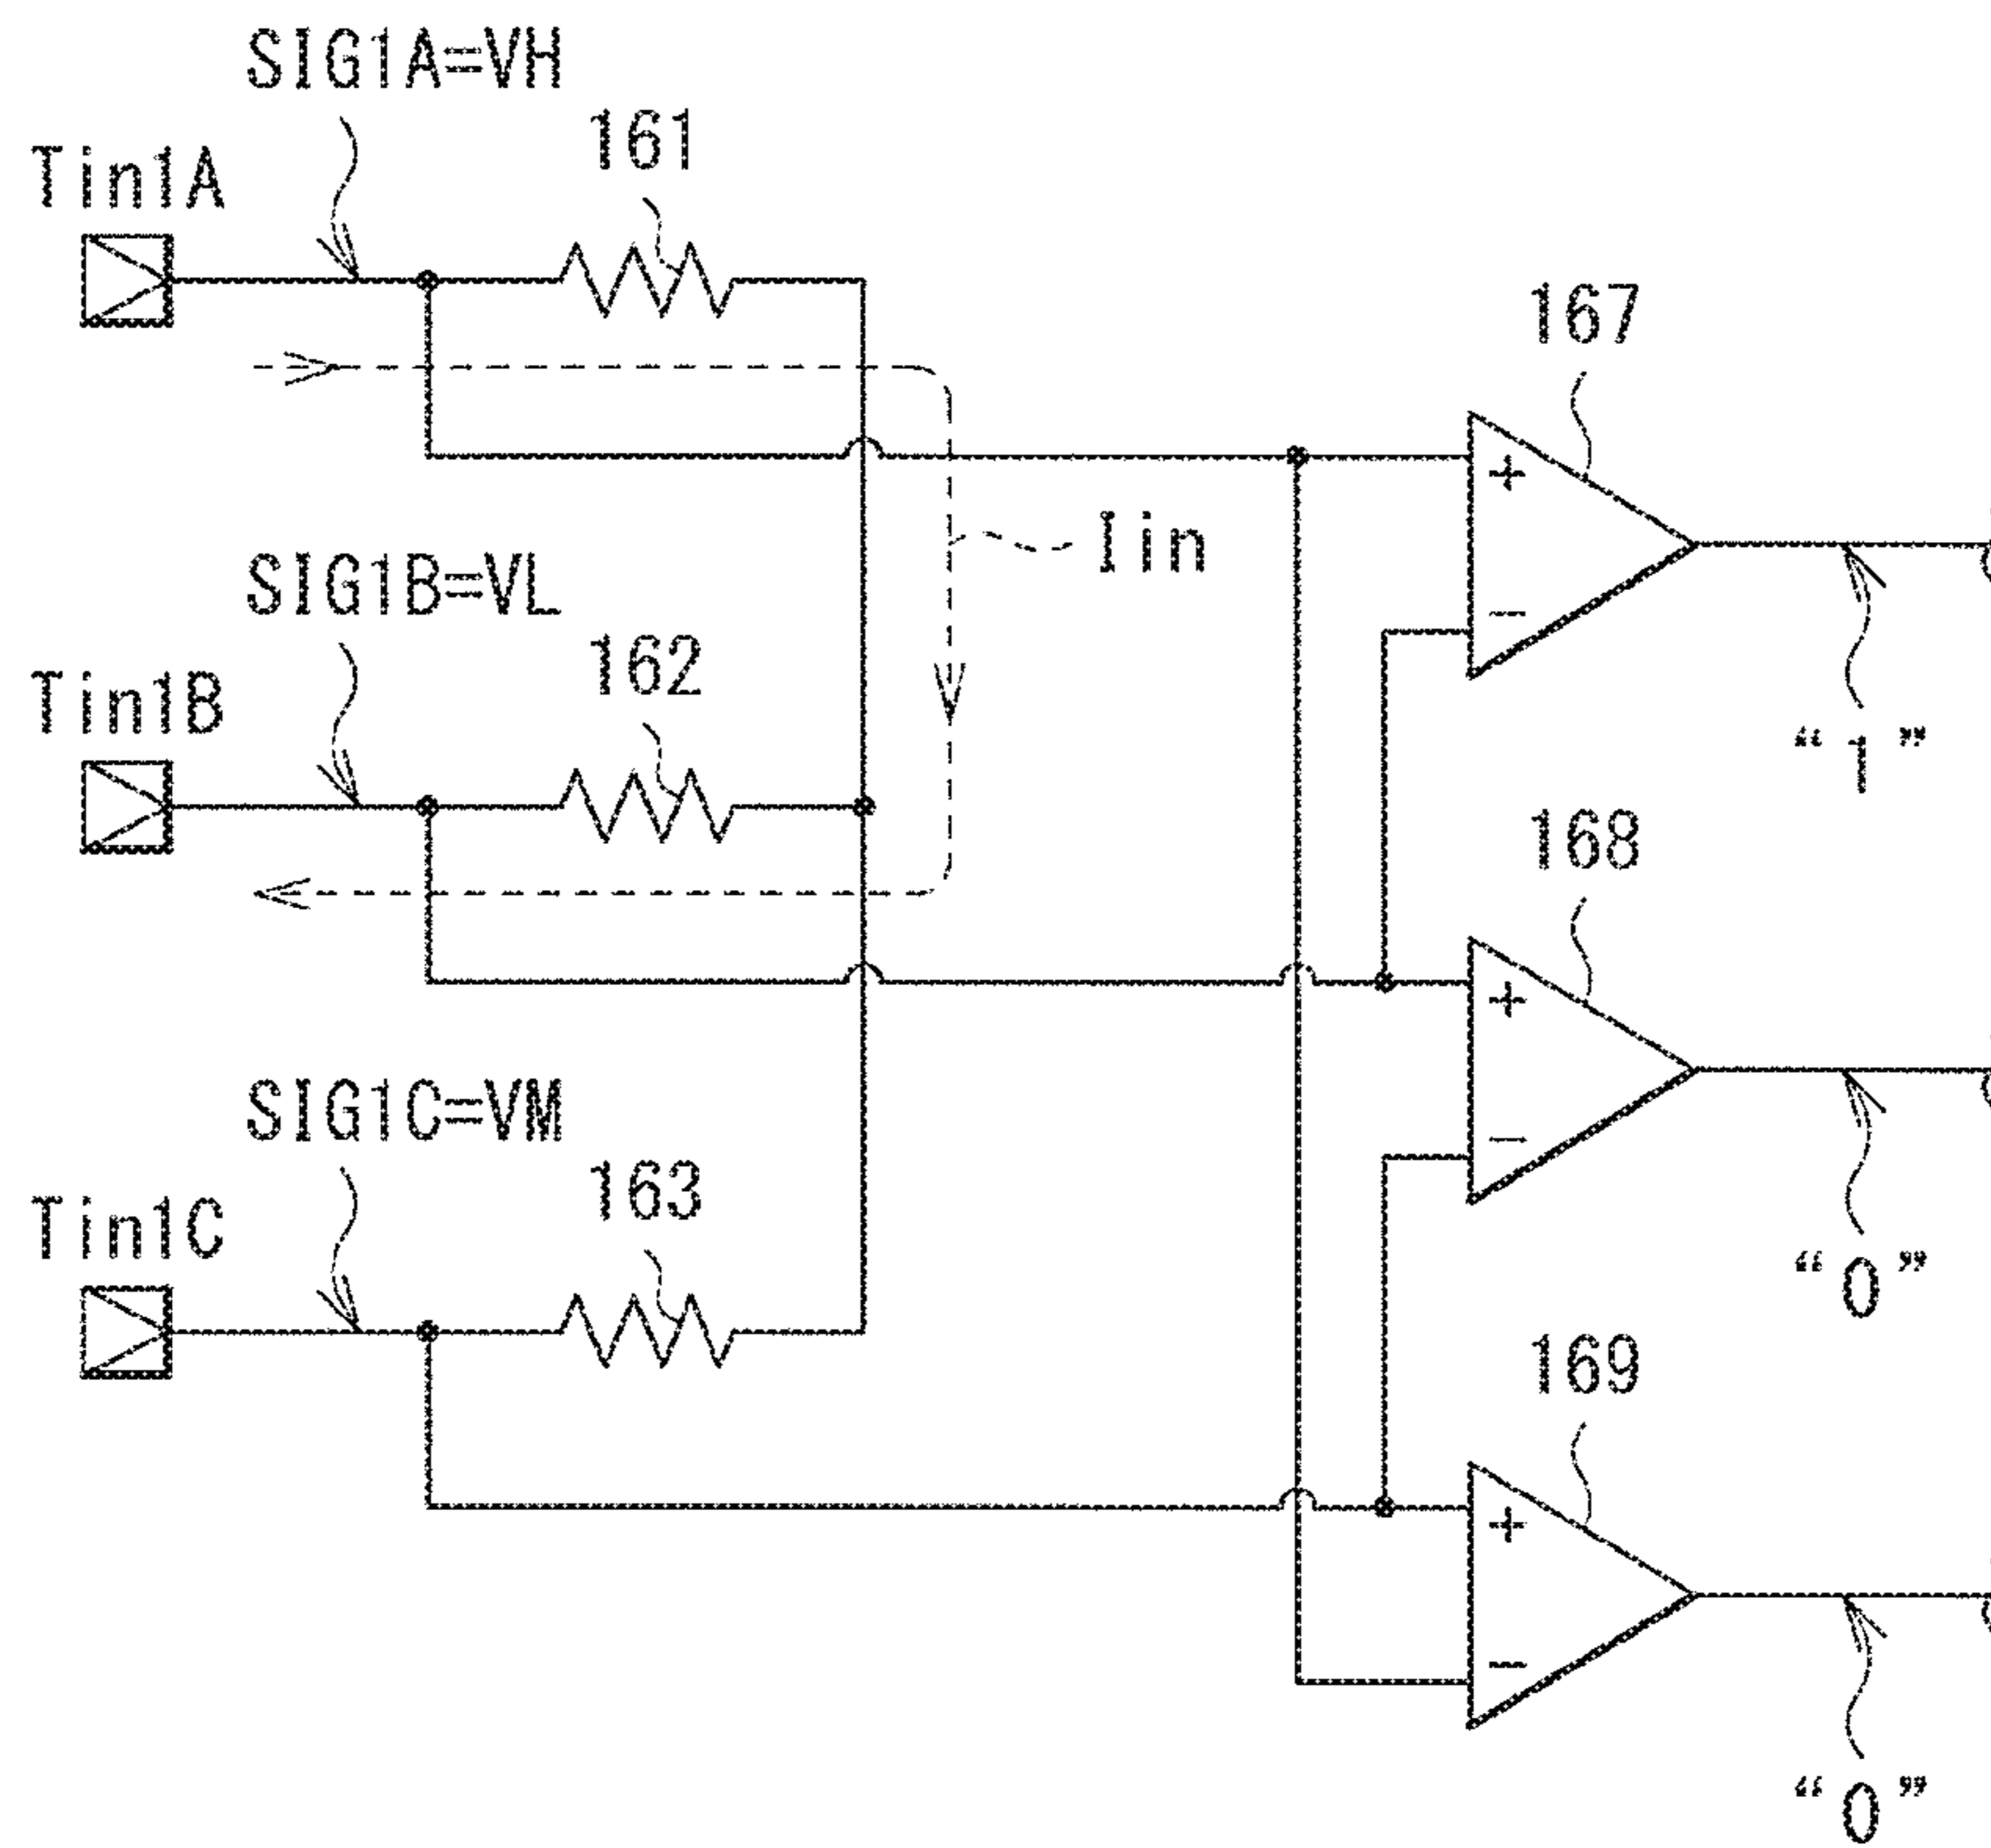 SIG1A=VH
161
Tin1A
167
+
−
Iin
"1"
SIG1B=VL
162
Tin1B
168
+
−
"0"
SIG1C=VM
163
Tin1C
169
+
−
"0"